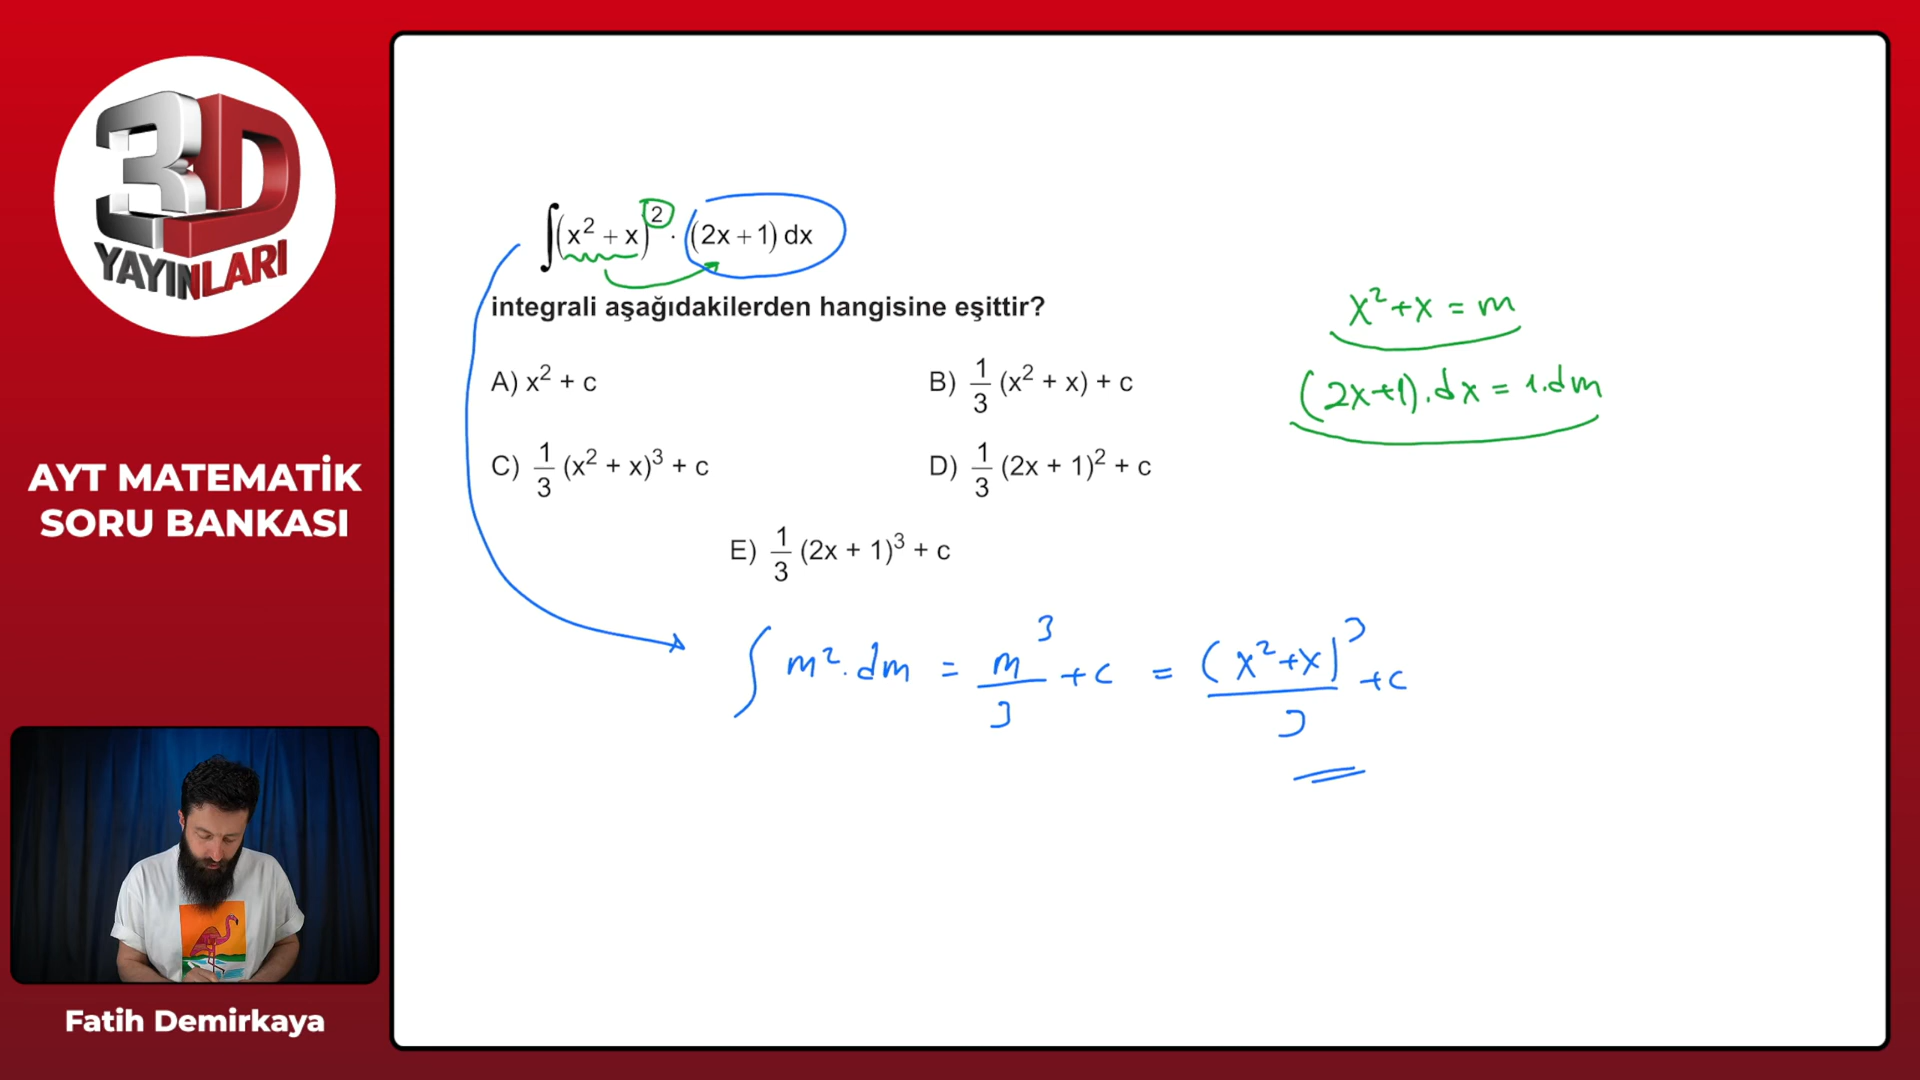 3D
YAYINLARI
AYT MATEMATİK
SORU BANKASI
Fatih Demirkaya
∫(x² + x)² · (2x + 1) dx
integrali aşağıdakilerden hangisine eşittir?
A) x² + c
B) 1/3 (x² + x) + c
C) 1/3 (x² + x)³ + c
D) 1/3 (2x + 1)² + c
E) 1/3 (2x + 1)³ + c
x² + x = m
(2x+1).dx = 1.dm
∫ m².dm = m³/3 + c = (x²+x)³/3 + c